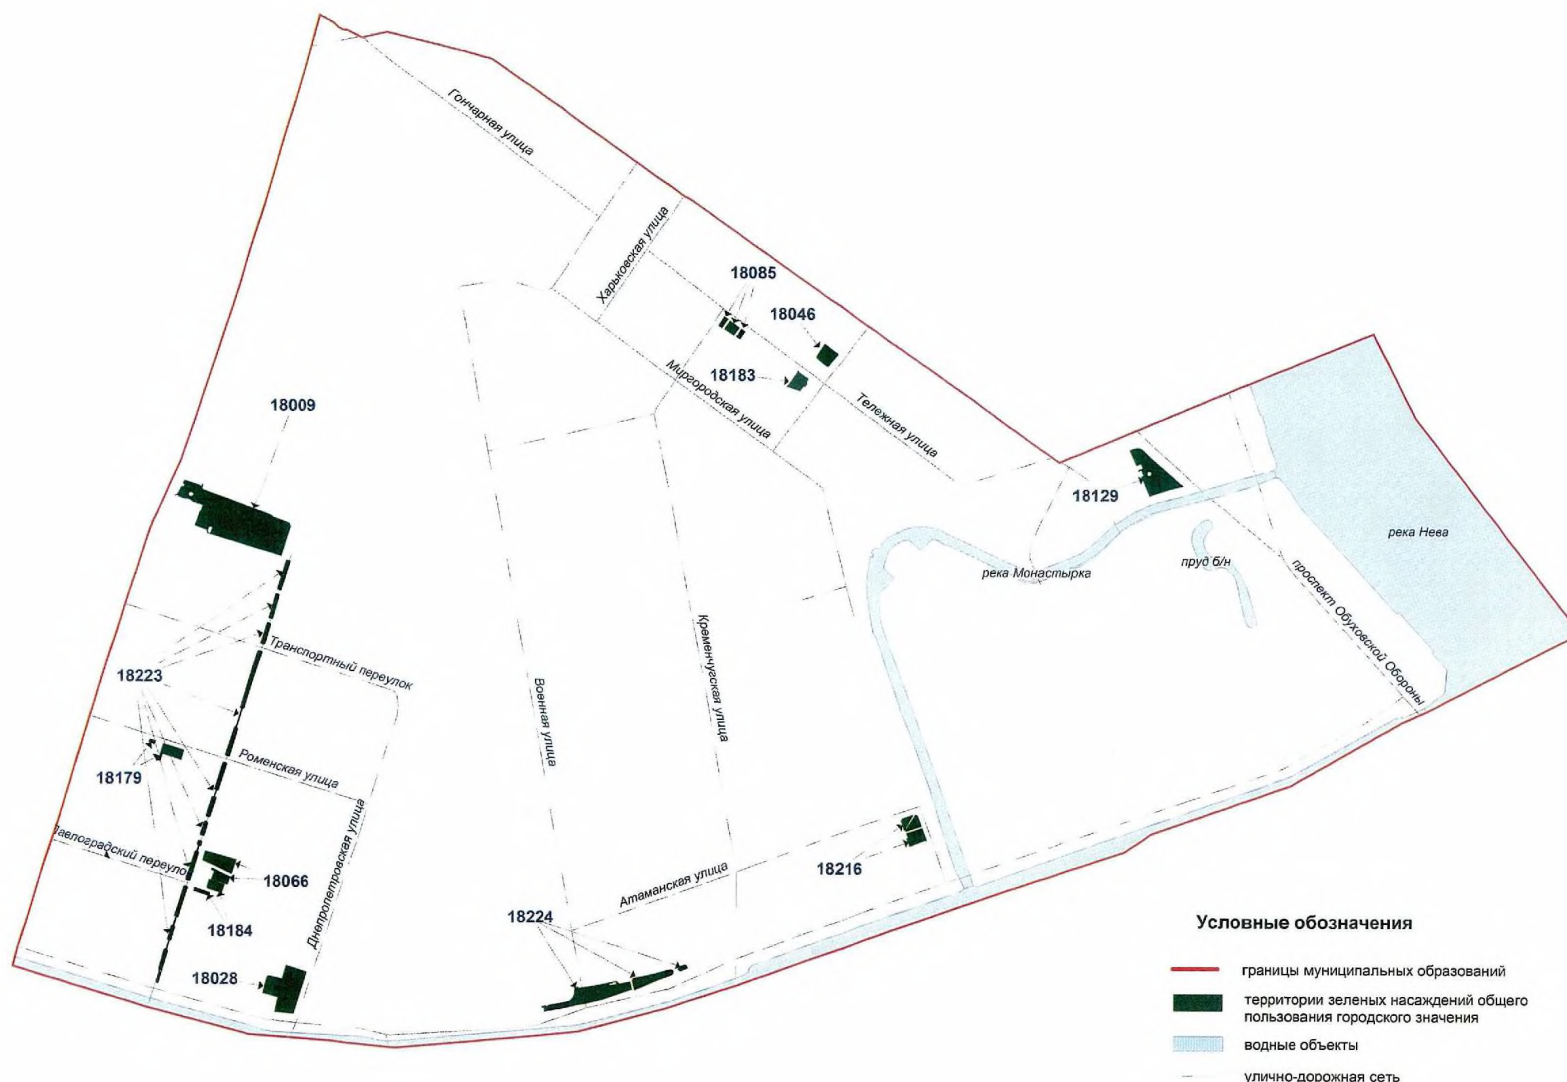 Гончарная улица
Харьковская улица
18085
18046
18183
Миргородская улица
Тележная улица
18009
18129
река Нева
река Монастырка
пруд б/н
проспект Обуховской Обороны
Транспортный переулок
18223
Кременчугская улица
Военная улица
18179
Роменская улица
Днепропетровская улица
Павлоградский переулок
18066
18184
18028
18216
Атаманская улица
18224
Условные обозначения
границы муниципальных образований
территории зеленых насаждений общего
пользования городского значения
водные объекты
улично-дорожная сеть